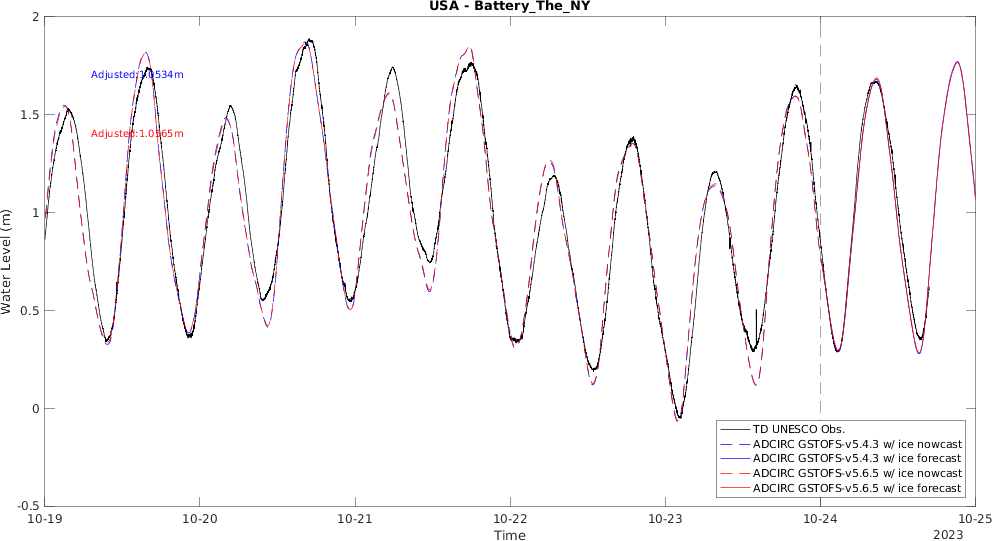 USA - Battery_The_NY
2
1.5
1
0.5
0
-0.5
Water Level (m)
Adjusted:1.0534m
Adjusted:1.0565m
TD UNESCO Obs.
ADCIRC GSTOFS-v5.4.3 w/ ice nowcast
ADCIRC GSTOFS-v5.4.3 w/ ice forecast
ADCIRC GSTOFS-v5.6.5 w/ ice nowcast
ADCIRC GSTOFS-v5.6.5 w/ ice forecast
10-19 10-20 10-21 10-22 10-23 10-24 10-25
Time
2023